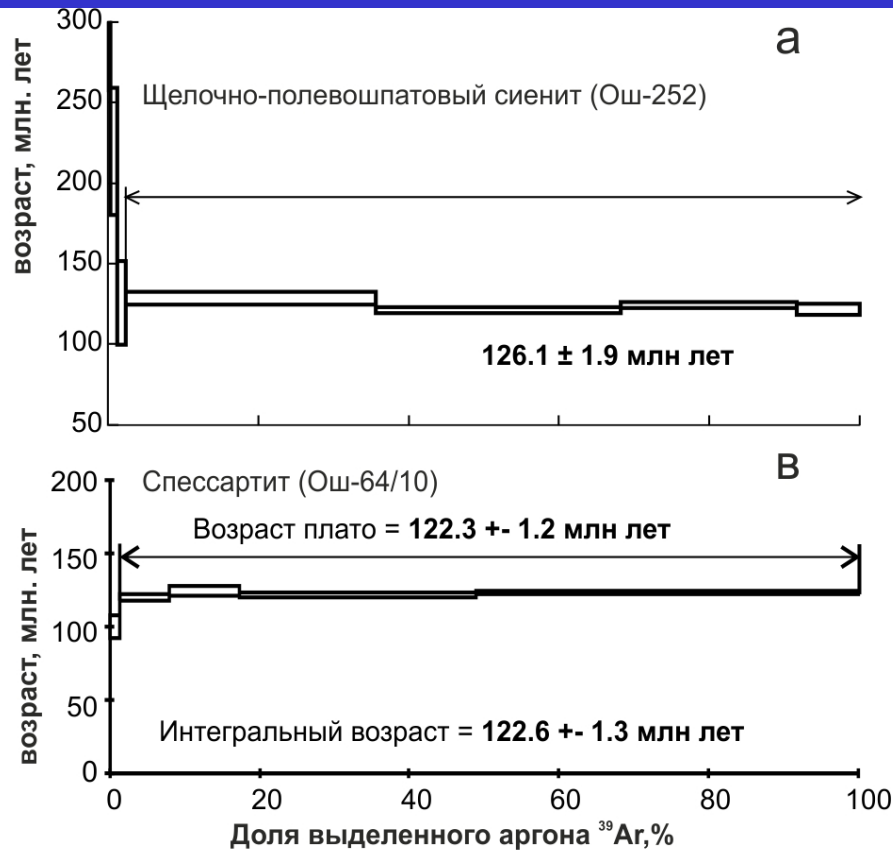 300
а
250
Щелочно-полевошпатовый сиенит (Ош-252)
200
150
100
50
возраст, млн. лет
126.1 ± 1.9 млн лет
в
200
Спессартит (Ош-64/10)
Возраст плато = 122.3 +- 1.2 млн лет
150
100
50
0
возраст, млн. лет
Интегральный возраст = 122.6 +- 1.3 млн лет
0 20 40 60 80 100
Доля выделенного аргона ³⁹Ar,%